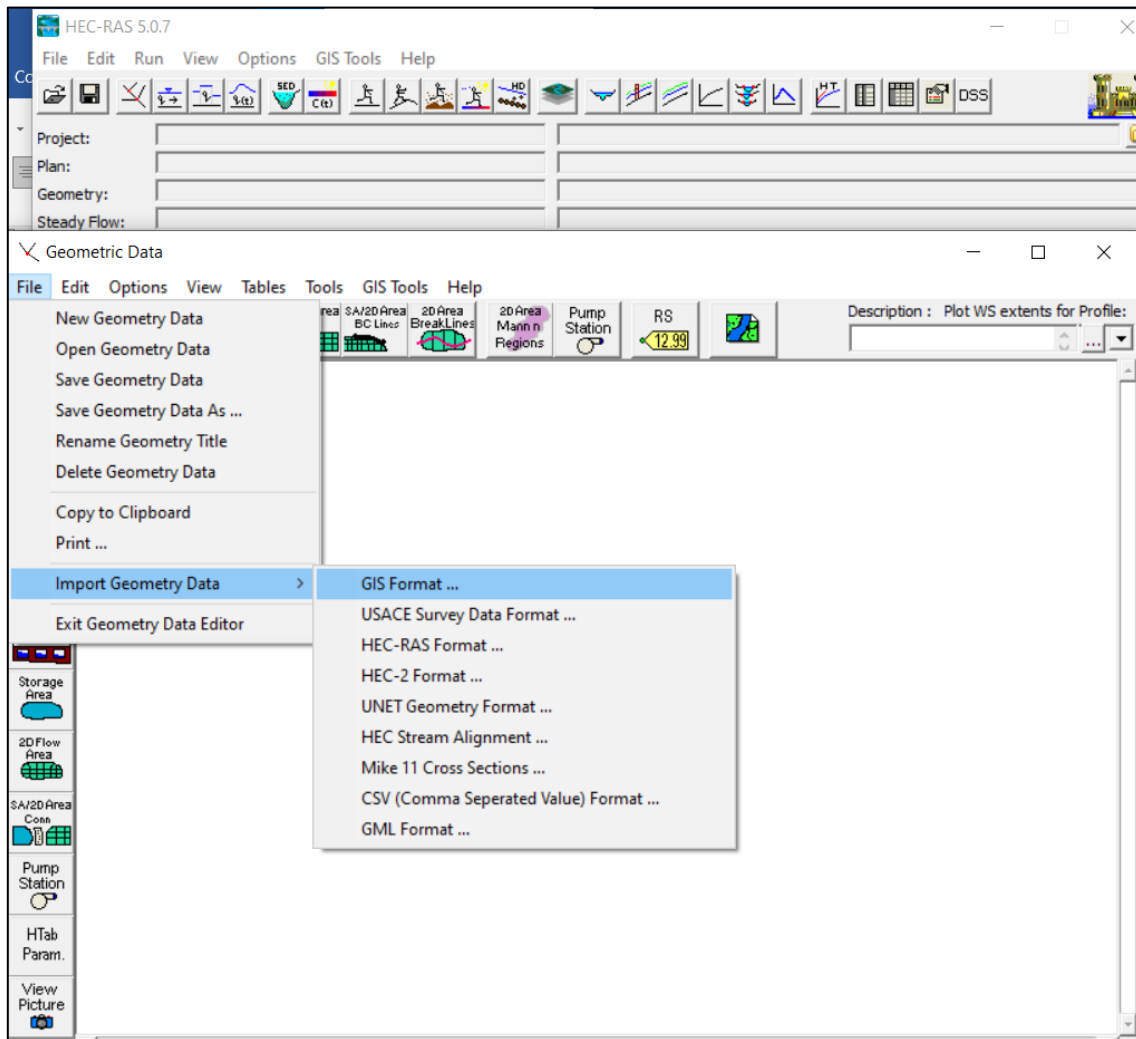 HEC-RAS 5.0.7
File Edit Run View Options GIS Tools Help
Co
SED
C(t)
HD
HT
DSS
Project:
Plan:
Geometry:
Steady Flow:
Geometric Data
File Edit Options View Tables Tools GIS Tools Help
New Geometry Data
Open Geometry Data
Save Geometry Data
Save Geometry Data As ...
Rename Geometry Title
Delete Geometry Data
Copy to Clipboard
Print ...
Import Geometry Data >
Exit Geometry Data Editor
rea
SA/2D Area
BC Lines
2D Area
BreakLines
2D Area
Mann n
Regions
Pump
Station
RS
12.99
Description : Plot WS extents for Profile:
...
GIS Format ...
USACE Survey Data Format ...
HEC-RAS Format ...
HEC-2 Format ...
UNET Geometry Format ...
HEC Stream Alignment ...
Mike 11 Cross Sections ...
CSV (Comma Seperated Value) Format ...
GML Format ...
Storage
Area
2D Flow
Area
SA/2D Area
Conn
Pump
Station
HTab
Param.
View
Picture